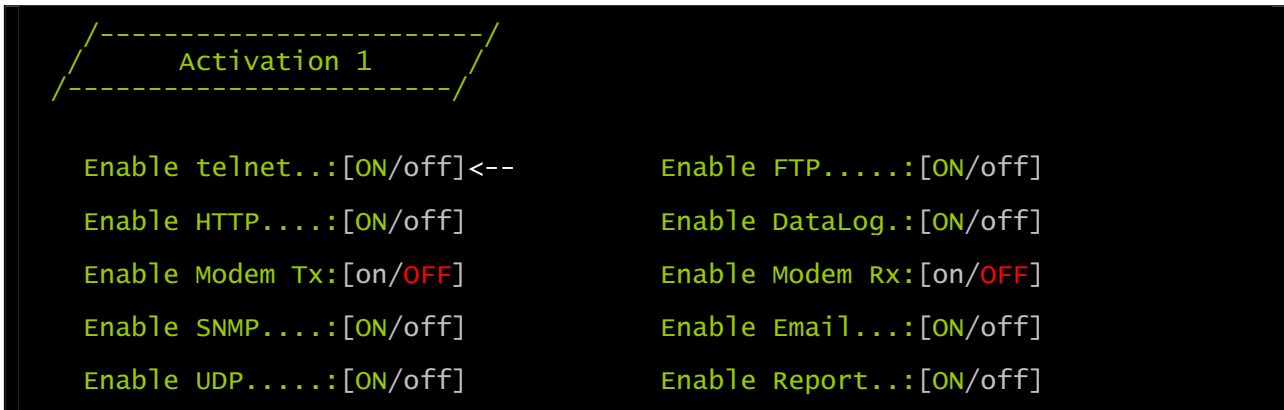 /------------------------/
/ Activation 1 /
/------------------------/
Enable telnet..:[ON/off]<-- Enable FTP.....:[ON/off]
Enable HTTP....:[ON/off] Enable DataLog.:[ON/off]
Enable Modem Tx:[on/OFF] Enable Modem Rx:[on/OFF]
Enable SNMP....:[ON/off] Enable Email...:[ON/off]
Enable UDP.....:[ON/off] Enable Report..:[ON/off]